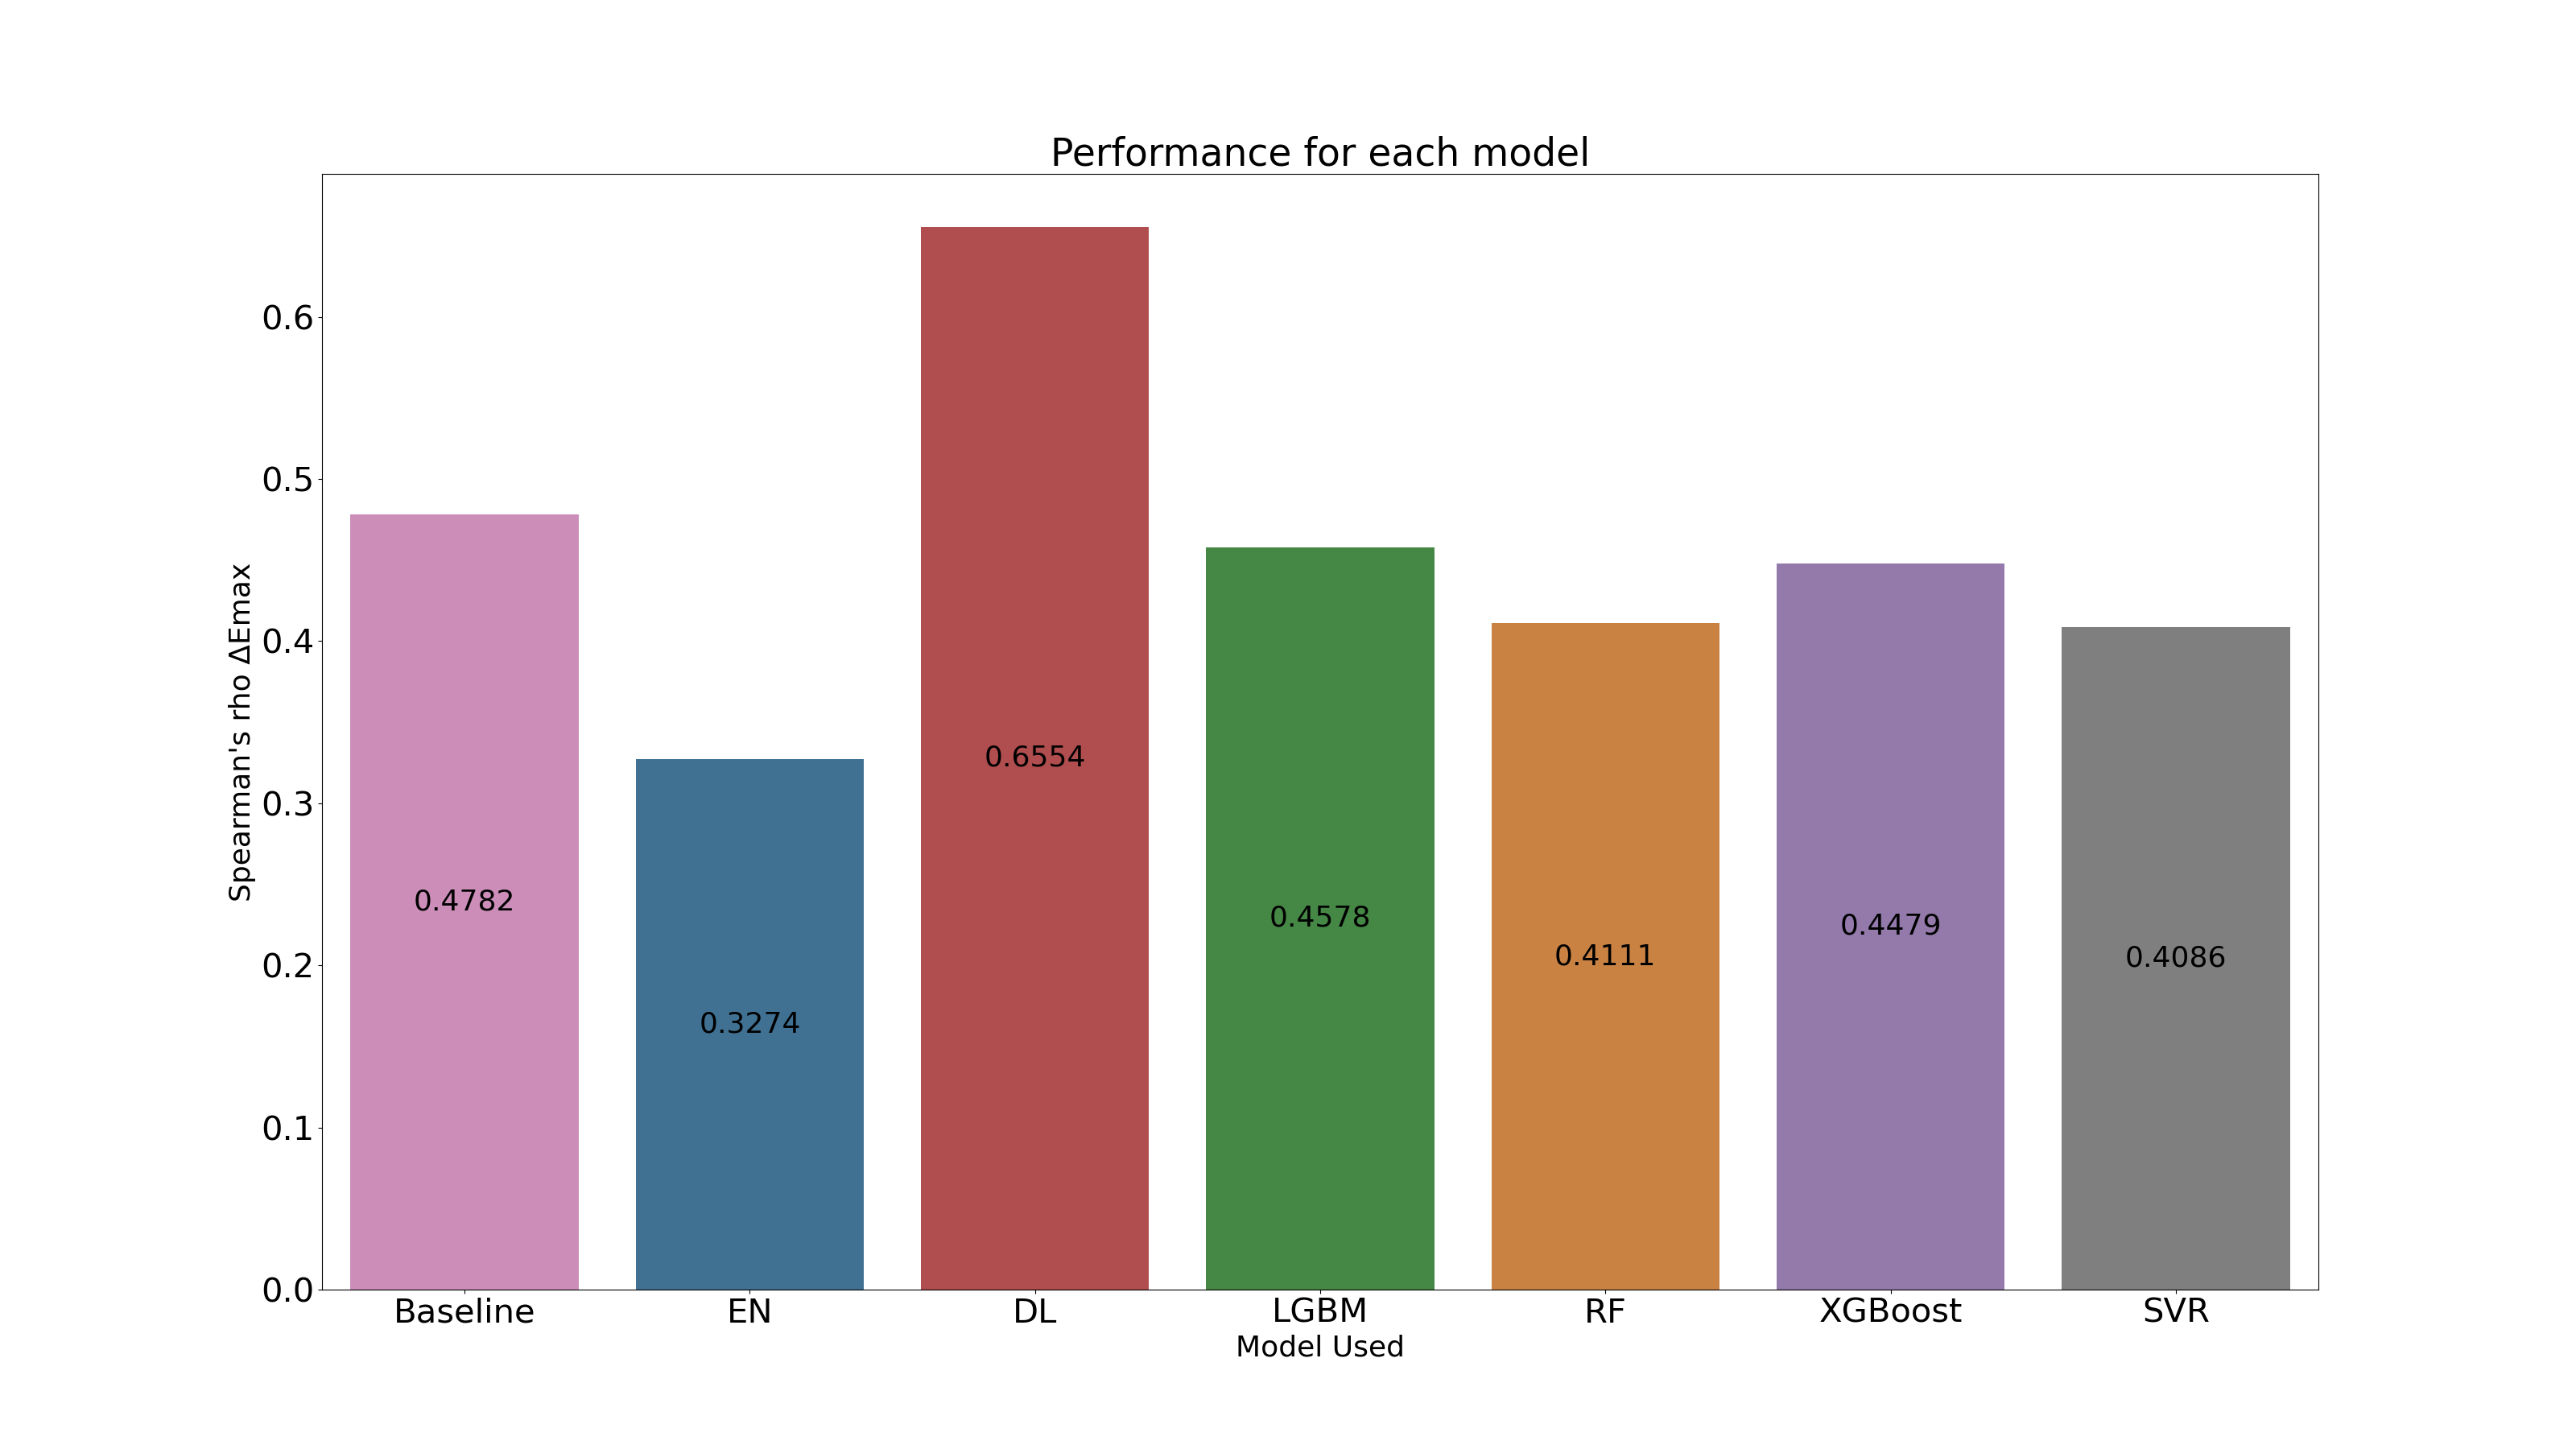 Performance for each model
Spearman's rho ΔEmax
0.6
0.5
0.4
0.3
0.2
0.1
0.0
0.4782
0.3274
0.6554
0.4578
0.4111
0.4479
0.4086
Baseline
EN
DL
LGBM
RF
XGBoost
SVR
Model Used